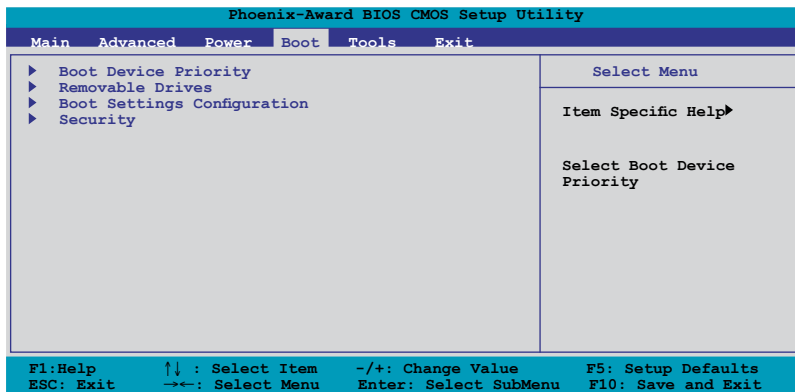 Phoenix-Award BIOS CMOS Setup Utility
Main Advanced Power Boot Tools Exit
Boot Device Priority
Removable Drives
Boot Settings Configuration
Security
Select Menu
Item Specific Help
Select Boot Device
Priority
F1:Help ↑↓ : Select Item -/+: Change Value F5: Setup Defaults
ESC: Exit →←: Select Menu Enter: Select SubMenu F10: Save and Exit